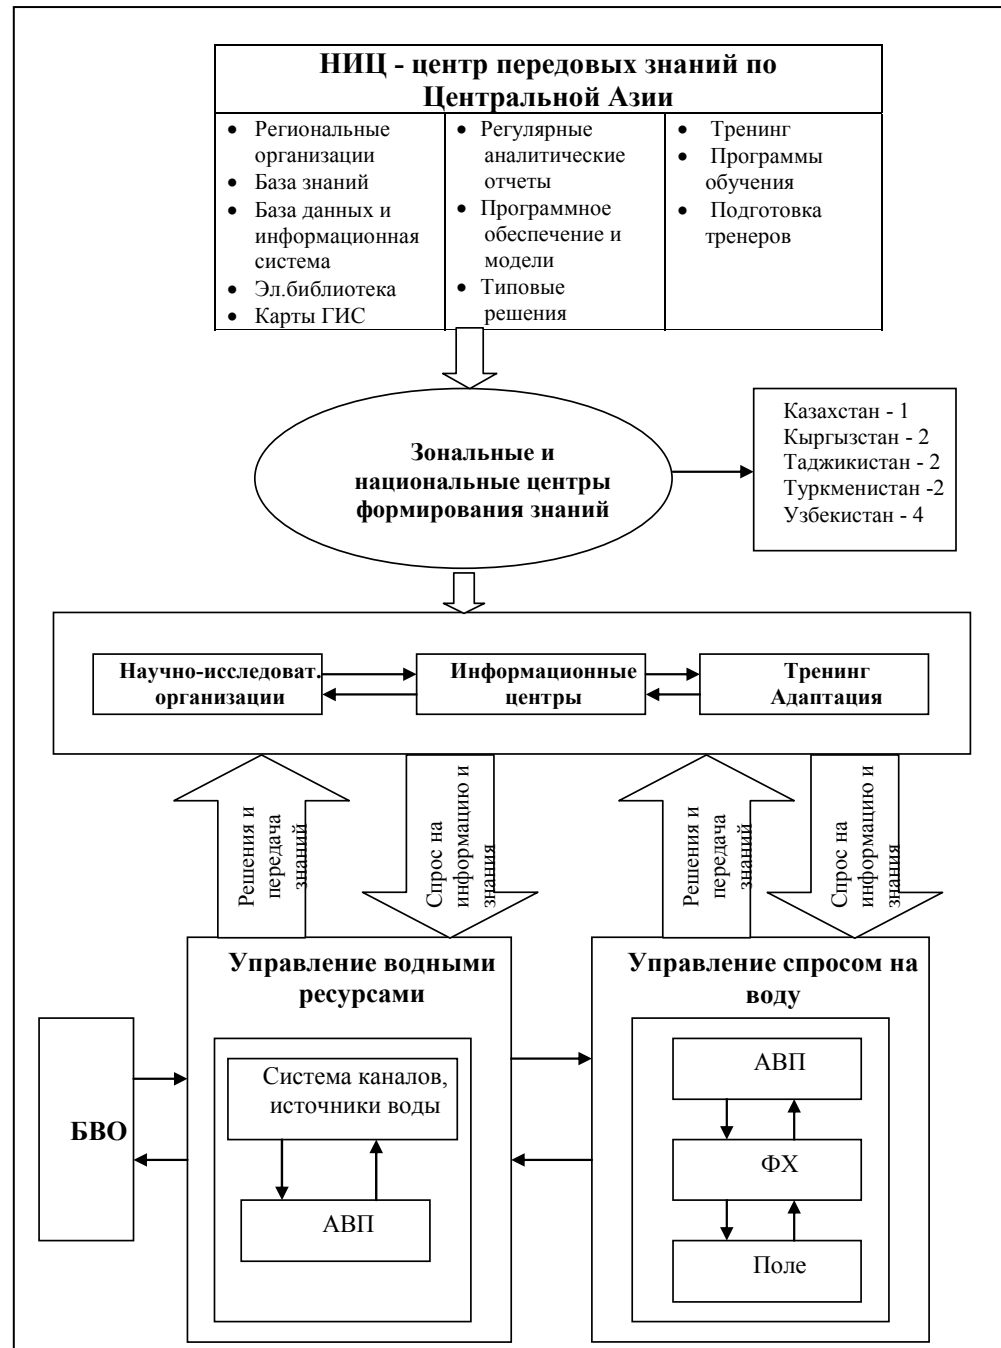 НИЦ - центр передовых знаний по
Центральной Азии
• Региональные
организации
• База знаний
• База данных и
информационная
система
• Эл.библиотека
• Карты ГИС
• Регулярные
аналитические
отчеты
• Программное
обеспечение и
модели
• Типовые
решения
• Тренинг
• Программы
обучения
• Подготовка
тренеров
Зональные и
национальные центры
формирования знаний
Казахстан - 1
Кыргызстан - 2
Таджикистан - 2
Туркменистан -2
Узбекистан - 4
Научно-исследоват.
организации
Информационные
центры
Тренинг
Адаптация
Решения и
передача
знаний
Спрос на
информацию и
знания
Решения и
передача
знаний
Спрос на
информацию и
знания
Управление водными
ресурсами
Управление спросом на
воду
БВО
Система каналов,
источники воды
АВП
АВП
ФХ
Поле